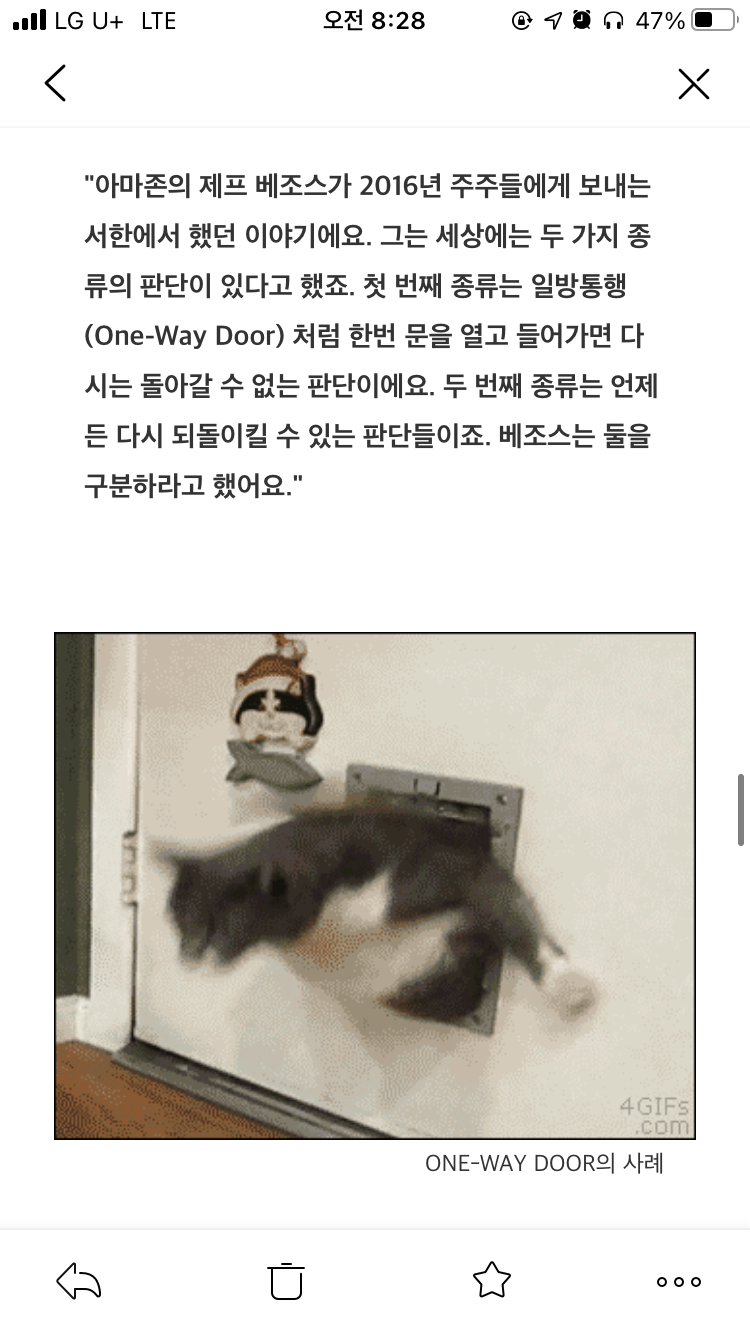 LG U+ LTE 오전 8:28 47%
"아마존의 제프 베조스가 2016년 주주들에게 보내는
서한에서 했던 이야기에요. 그는 세상에는 두 가지 종
류의 판단이 있다고 했죠. 첫 번째 종류는 일방통행
(One-Way Door) 처럼 한번 문을 열고 들어가면 다
시는 돌아갈 수 없는 판단이에요. 두 번째 종류는 언제
든 다시 되돌이킬 수 있는 판단들이죠. 베조스는 둘을
구분하라고 했어요."
4GIFs
.com
ONE-WAY DOOR의 사례